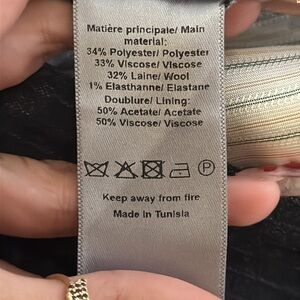 Matière principale/ Main
material:
34% Polyester/ Polyester
33% Viscose/ Viscose
32% Laine/ Wool
1% Elasthanne/ Elastane
Doublure/ Lining:
50% Acetate/ Acetate
50% Viscose/ Viscose
P
Keep away from fire
Made in Tunisia